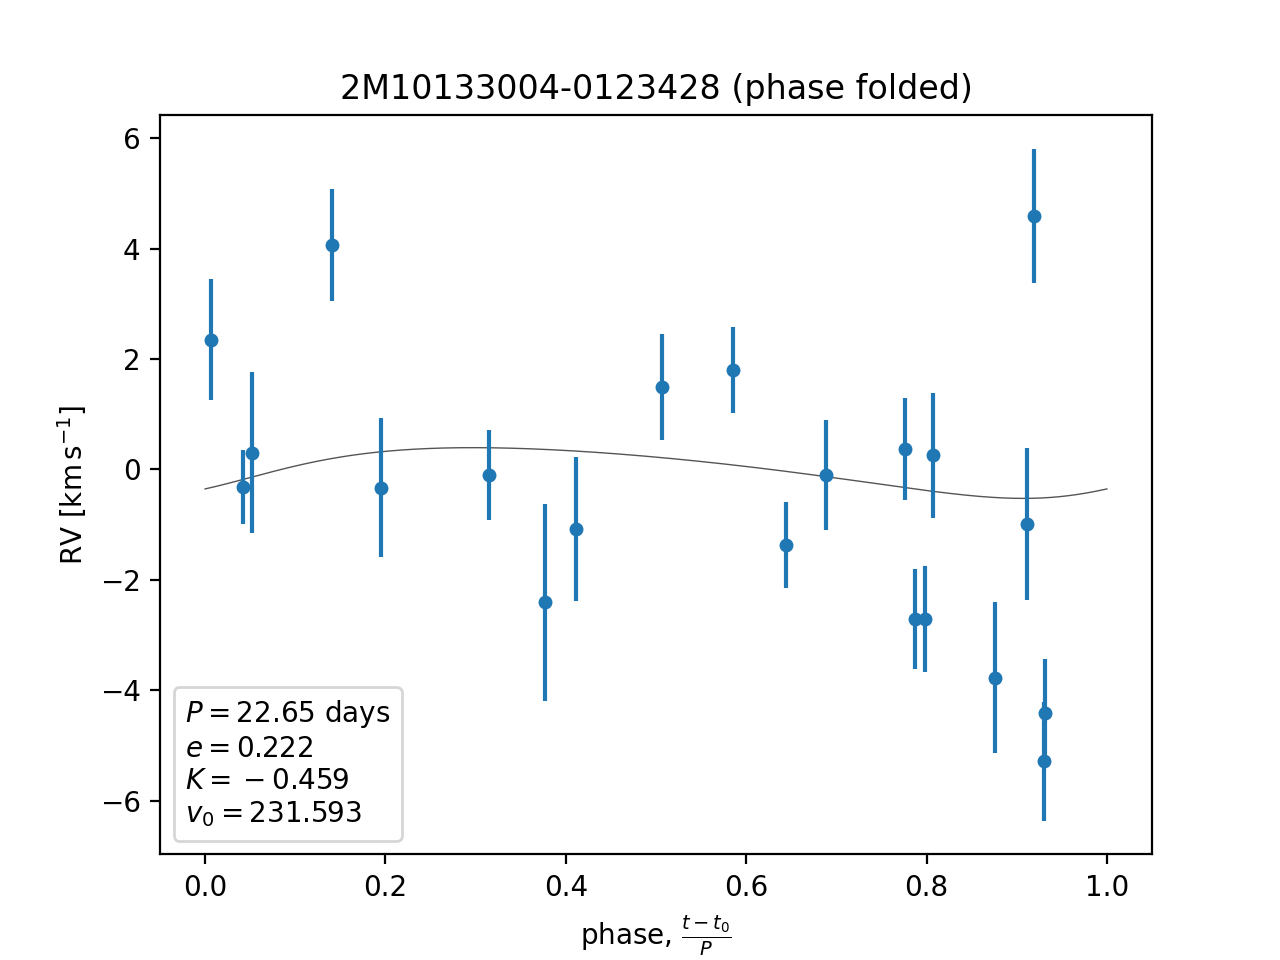 2M10133004-0123428 (phase folded)
RV [km s⁻¹]
6
4
2
0
−2
−4
−6
P = 22.65 days
e = 0.222
K = −0.459
v₀ = 231.593
0.0 0.2 0.4 0.6 0.8 1.0
phase, (t − t₀)/P